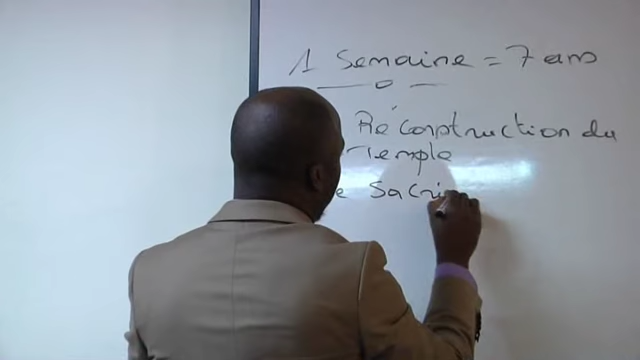 1 Semaine = 7 ans
Réconstruction du
Temple
e Sacri